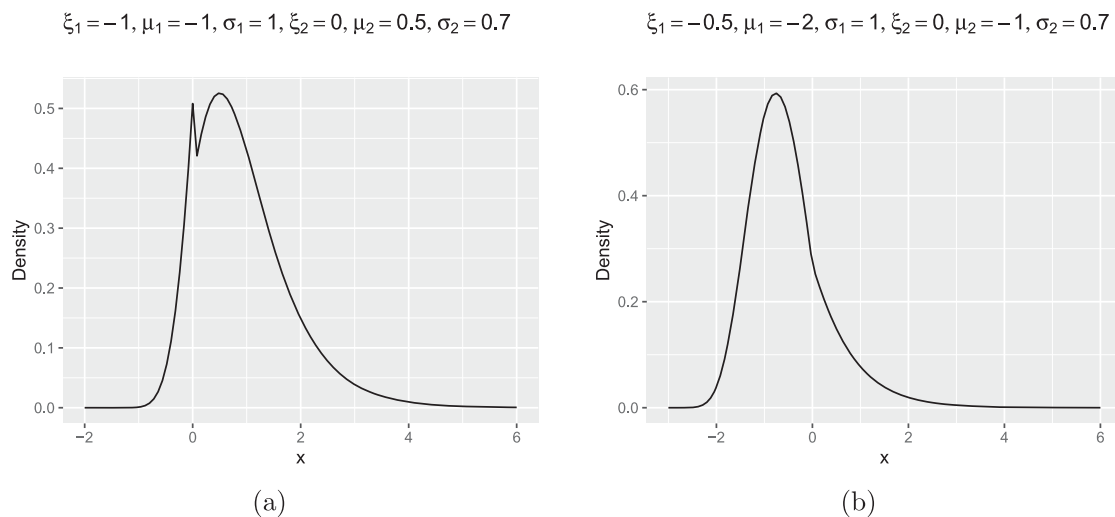 ξ₁ = −1, μ₁ = −1, σ₁ = 1, ξ₂ = 0, μ₂ = 0.5, σ₂ = 0.7
0.5
0.4
0.3
0.2
0.1
0.0
Density
−2 0 2 4 6
x
(a)
ξ₁ = −0.5, μ₁ = −2, σ₁ = 1, ξ₂ = 0, μ₂ = −1, σ₂ = 0.7
0.6
0.4
0.2
0.0
Density
−2 0 2 4 6
x
(b)